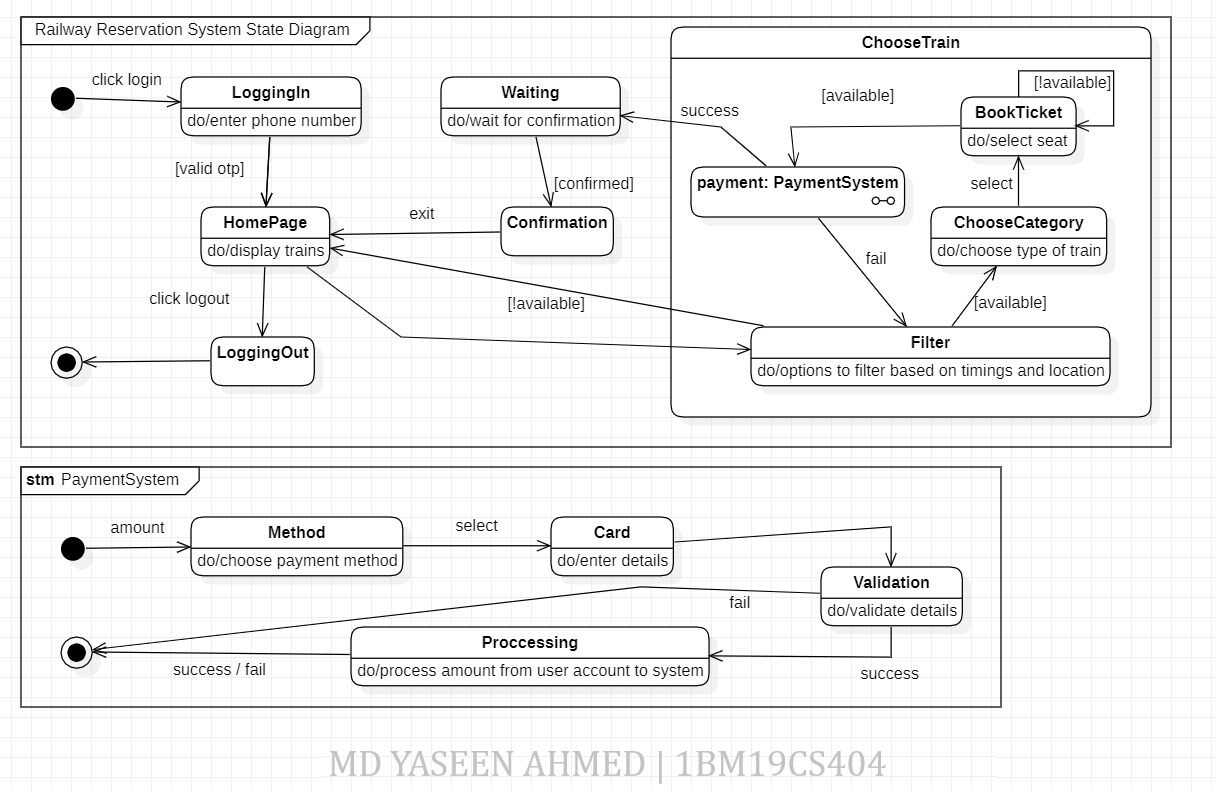 Railway Reservation System State Diagram
ChooseTrain
click login
LoggingIn
do/enter phone number
Waiting
do/wait for confirmation
success
[available]
[!available]
BookTicket
do/select seat
[valid otp]
[confirmed]
payment: PaymentSystem
select
HomePage
do/display trains
exit
Confirmation
ChooseCategory
do/choose type of train
fail
click logout
[!available]
[available]
LoggingOut
Filter
do/options to filter based on timings and location
stm PaymentSystem
amount
Method
do/choose payment method
select
Card
do/enter details
Validation
do/validate details
fail
Proccessing
do/process amount from user account to system
success / fail
success
MD YASEEN AHMED | 1BM19CS404